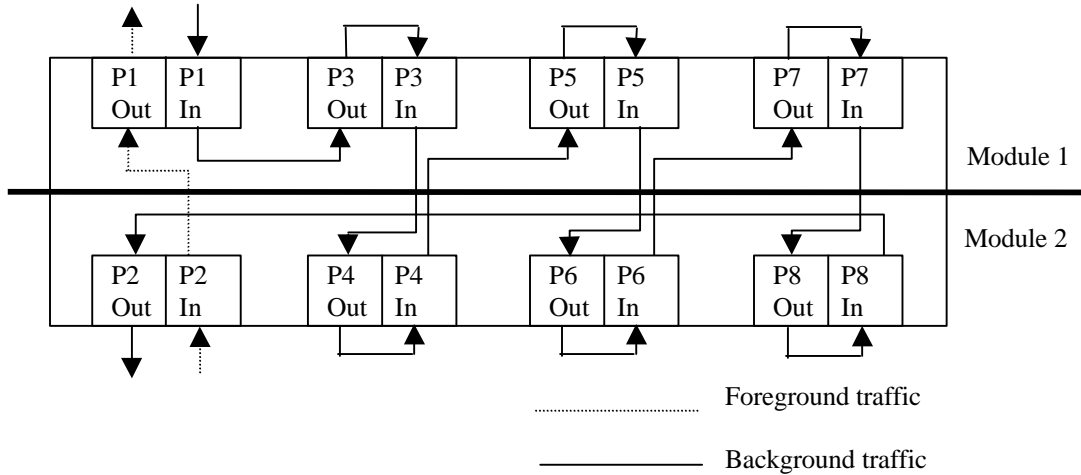 P1 P1 P3 P3 P5 P5 P7 P7
Out In Out In Out In Out In
Module 1
Module 2
P2 P2 P4 P4 P6 P6 P8 P8
Out In Out In Out In Out In
Foreground traffic
Background traffic